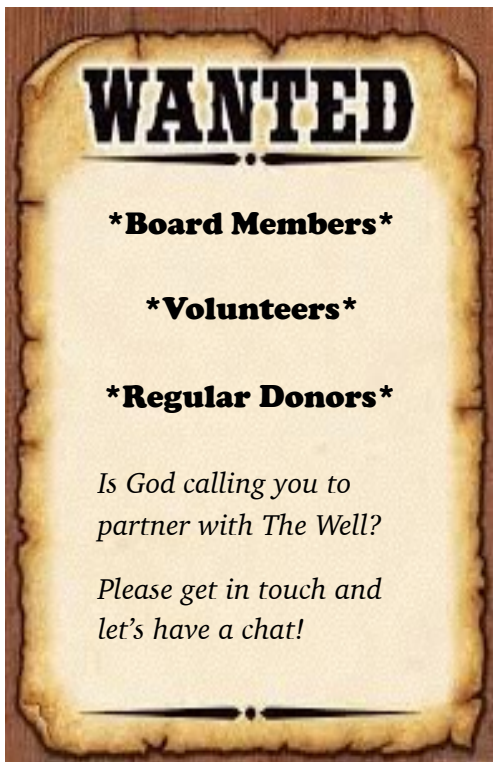 WANTED
*Board Members*
*Volunteers*
*Regular Donors*
Is God calling you to
partner with The Well?
Please get in touch and
let’s have a chat!